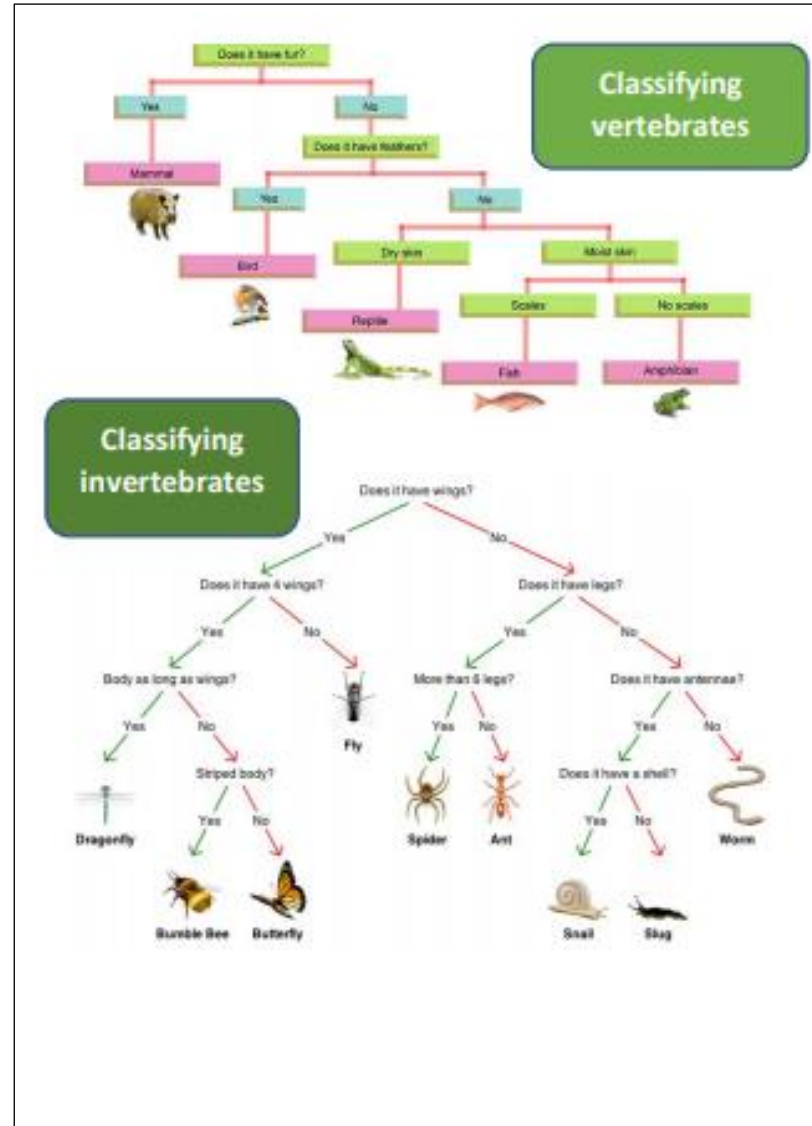 Does it have fur?
Classifying
vertebrates
Yes
No
Does it have feathers?
Mammal
Yes
No
Bird
Dry skin
Moist skin
Reptile
Scales
No scales
Fish
Amphibian
Classifying
invertebrates
Does it have wings?
Yes
No
Does it have 4 wings?
Does it have legs?
Yes
No
Yes
No
Body as long as wings?
More than 6 legs?
Does it have antennae?
Fly
Yes
No
Yes
No
Yes
No
Striped body?
Does it have a shell?
Dragonfly
Spider
Ant
Worm
Yes
No
Yes
No
Bumble Bee
Butterfly
Snail
Slug